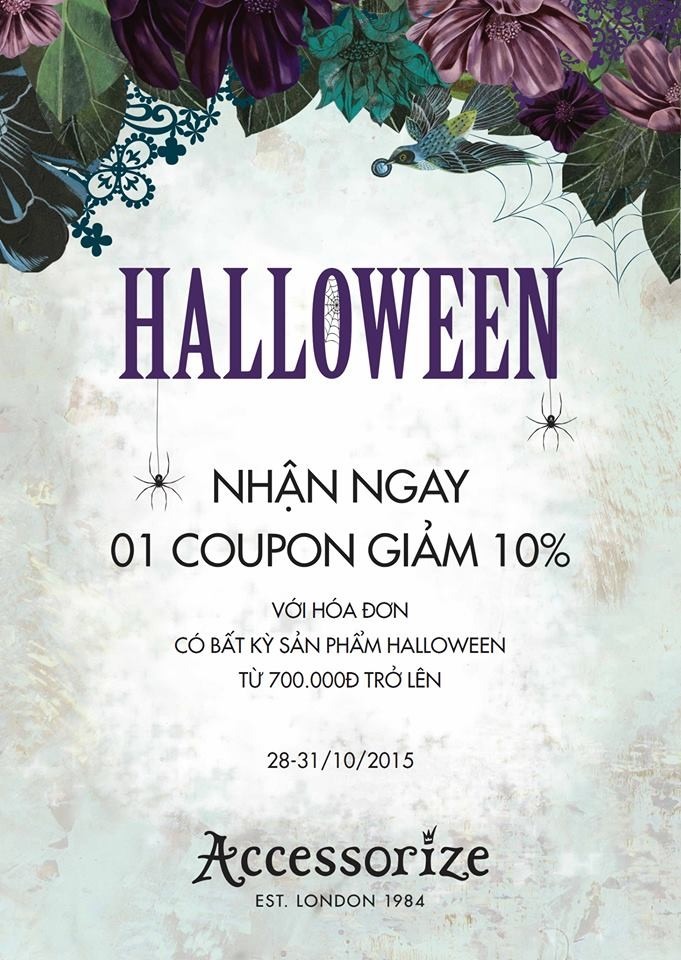 HALLOWEEN
NHẬN NGAY
01 COUPON GIẢM 10%
VỚI HÓA ĐƠN
CÓ BẤT KỲ SẢN PHẨM HALLOWEEN
TỪ 700.000Đ TRỞ LÊN
28-31/10/2015
Accessorize
EST. LONDON 1984